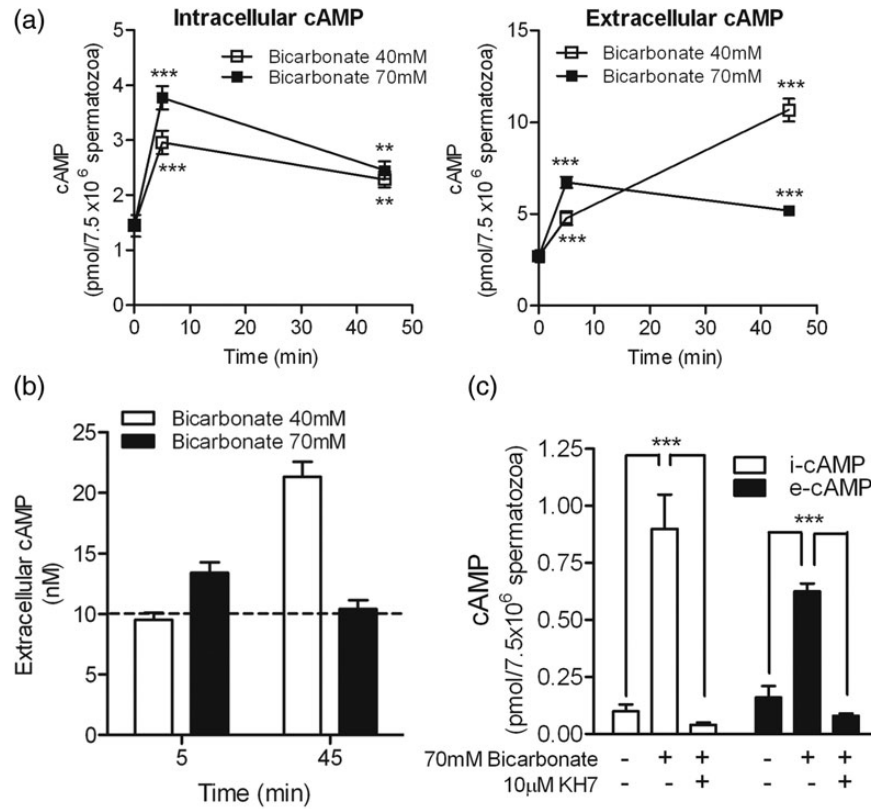 (a)
Intracellular cAMP
Bicarbonate 40mM
Bicarbonate 70mM
cAMP
(pmol/7.5 x10⁶ spermatozoa)
5
4
3
2
1
0
***
***
**
**
0 10 20 30 40 50
Time (min)
Extracellular cAMP
Bicarbonate 40mM
Bicarbonate 70mM
cAMP
(pmol/7.5 x10⁶ spermatozoa)
15
10
5
0
***
***
***
***
0 10 20 30 40 50
Time (min)
(b)
Bicarbonate 40mM
Bicarbonate 70mM
Extracellular cAMP
(nM)
25
20
15
10
5
0
5 45
Time (min)
(c)
i-cAMP
e-cAMP
cAMP
(pmol/7.5x10⁶ spermatozoa)
1.25
1.00
0.75
0.50
0.25
0.00
***
***
70mM Bicarbonate - + + - + +
10µM KH7 - - + - - +